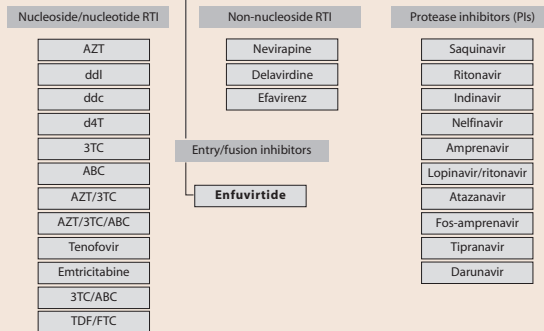 Nucleoside/nucleotide RTI
AZT
ddI
ddc
d4T
3TC
ABC
AZT/3TC
AZT/3TC/ABC
Tenofovir
Emtricitabine
3TC/ABC
TDF/FTC
Non-nucleoside RTI
Nevirapine
Delavirdine
Efavirenz
Entry/fusion inhibitors
Enfuvirtide
Protease inhibitors (PIs)
Saquinavir
Ritonavir
Indinavir
Nelfinavir
Amprenavir
Lopinavir/ritonavir
Atazanavir
Fos-amprenavir
Tipranavir
Darunavir